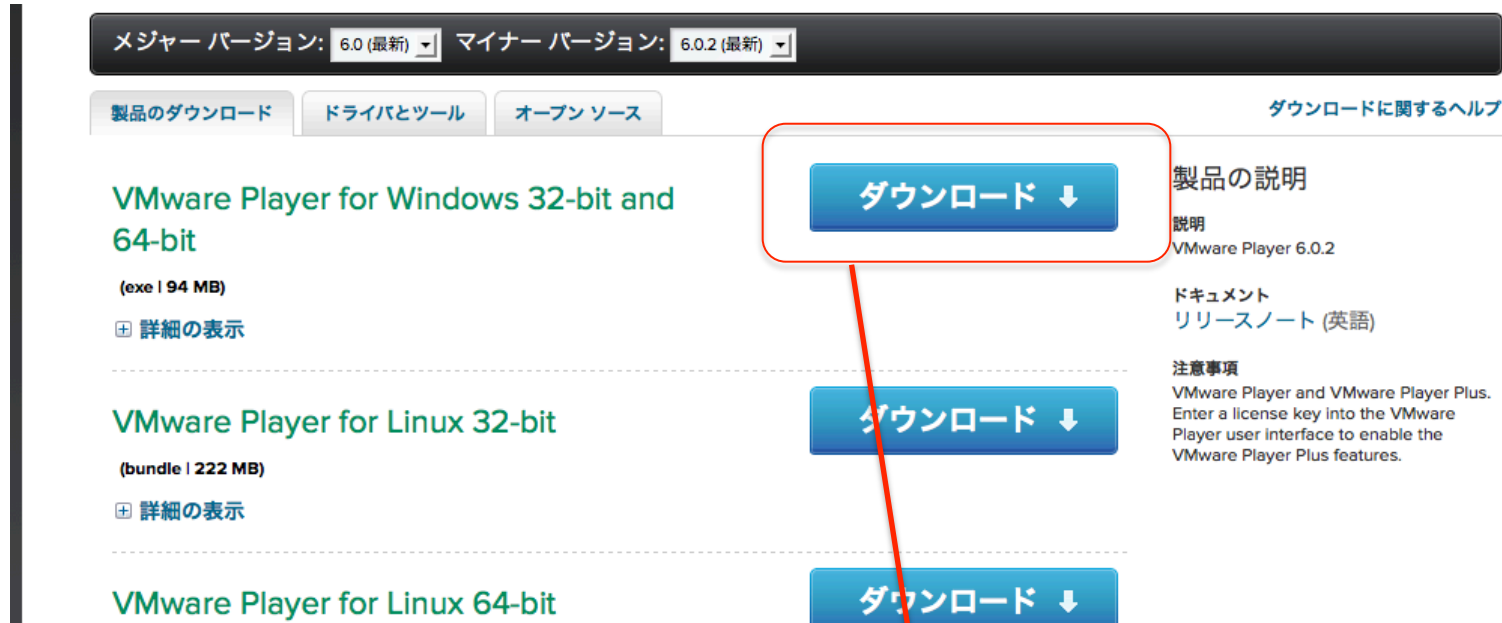 メジャー バージョン: 6.0 (最新) マイナー バージョン: 6.0.2 (最新)
製品のダウンロード ドライバとツール オープン ソース ダウンロードに関するヘルプ
VMware Player for Windows 32-bit and
64-bit
(exe | 94 MB)
詳細の表示
ダウンロード
VMware Player for Linux 32-bit
(bundle | 222 MB)
詳細の表示
ダウンロード
VMware Player for Linux 64-bit
ダウンロード
製品の説明
説明
VMware Player 6.0.2
ドキュメント
リリースノート (英語)
注意事項
VMware Player and VMware Player Plus.
Enter a license key into the VMware
Player user interface to enable the
VMware Player Plus features.